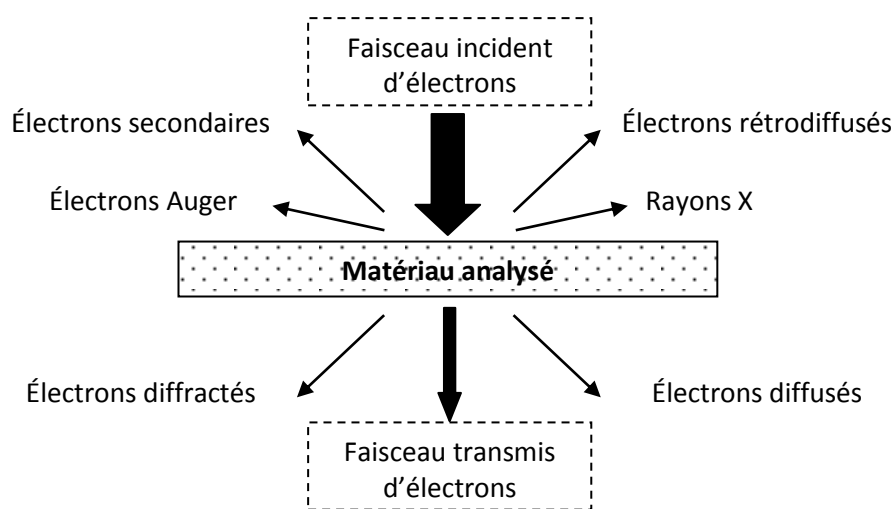 Faisceau incident
d’électrons
Électrons secondaires
Électrons rétrodiffusés
Électrons Auger
Rayons X
Matériau analysé
Électrons diffractés
Électrons diffusés
Faisceau transmis
d’électrons